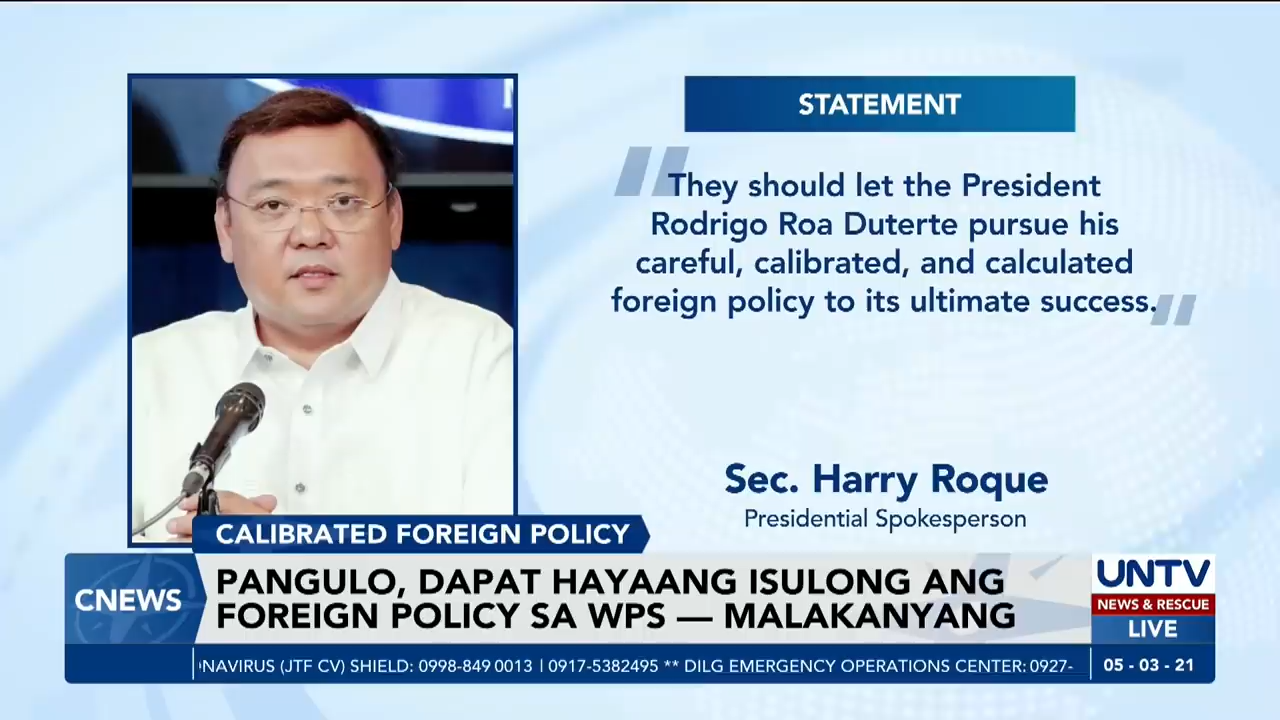 STATEMENT
"They should let the President
Rodrigo Roa Duterte pursue his
careful, calibrated, and calculated
foreign policy to its ultimate success."
Sec. Harry Roque
Presidential Spokesperson
CALIBRATED FOREIGN POLICY
CNEWS
PANGULO, DAPAT HAYAANG ISULONG ANG
FOREIGN POLICY SA WPS — MALAKANYANG
UNTV
NEWS & RESCUE
LIVE
NAVIRUS (JTF CV) SHIELD: 0998-849 0013 | 0917-5382495 ** DILG EMERGENCY OPERATIONS CENTER: 0927-
05 - 03 - 21